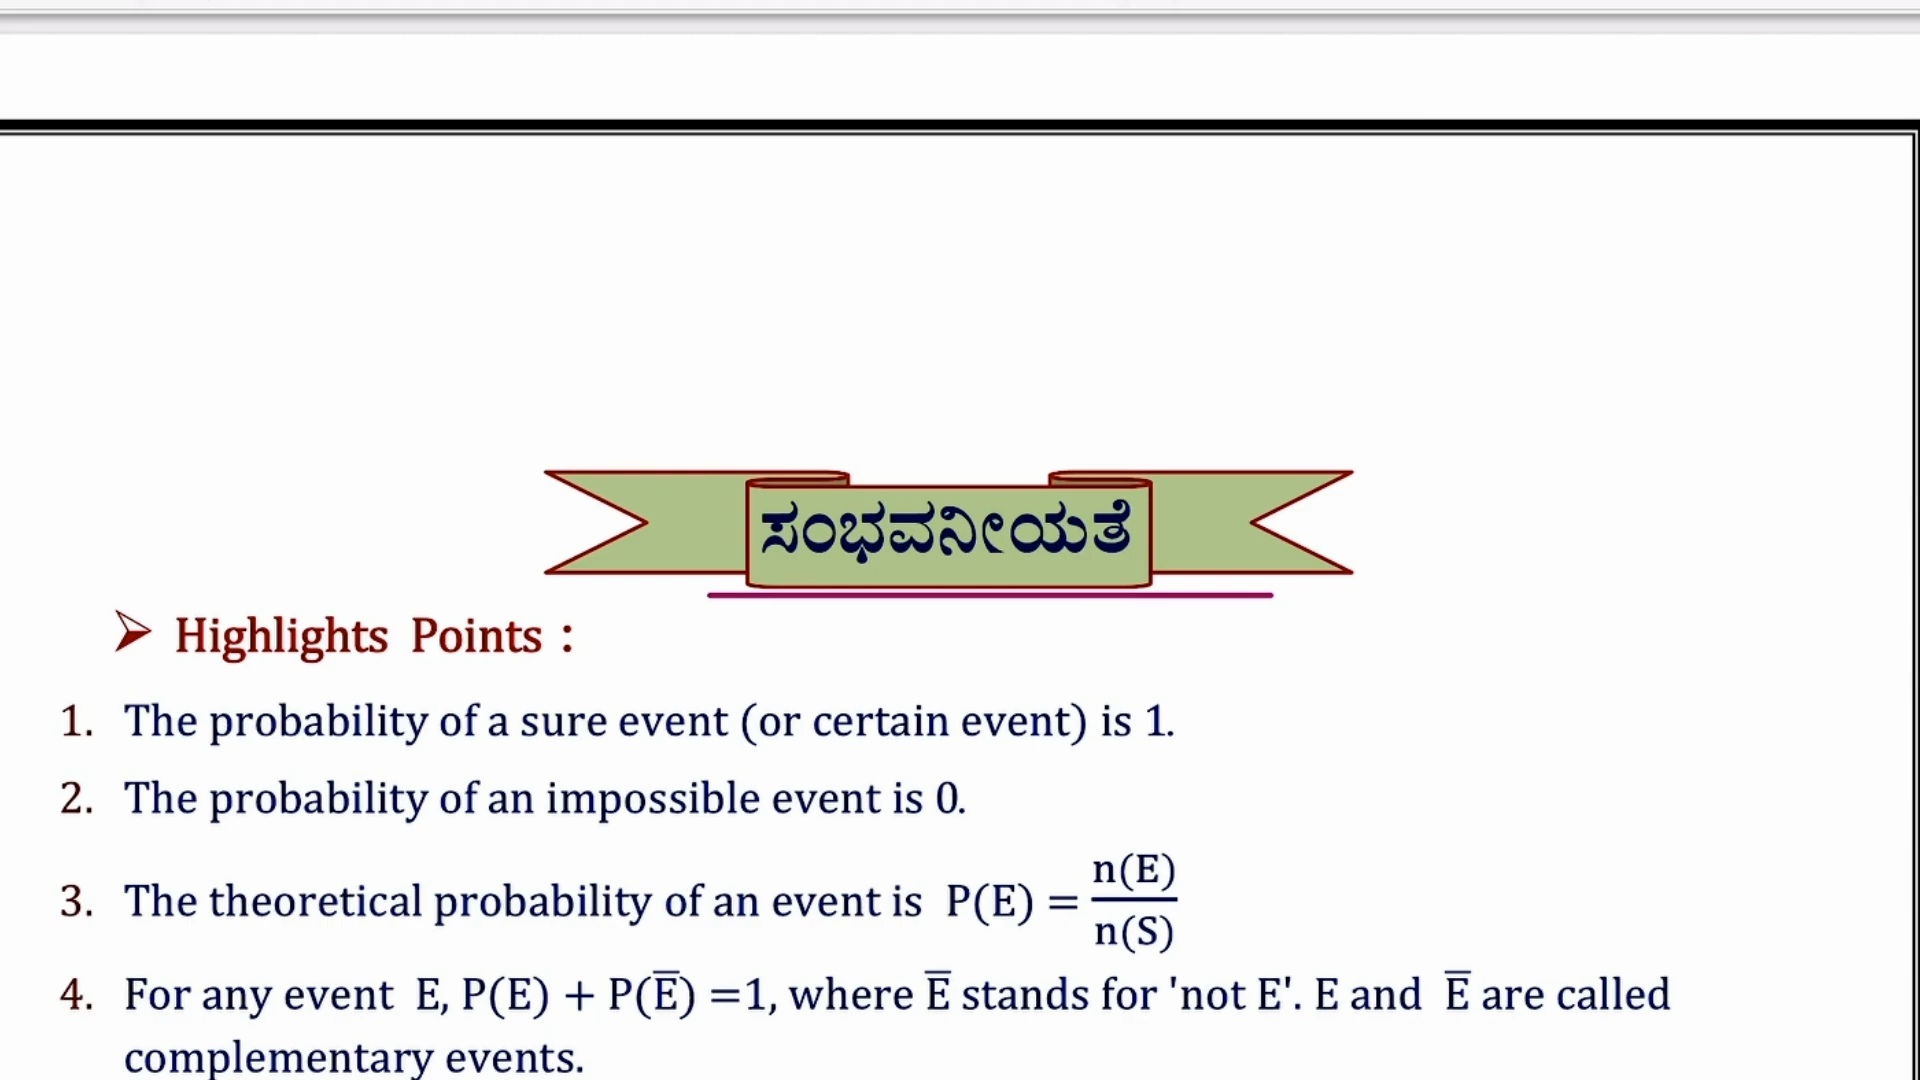 ಸಂಭವನೀಯತೆ
➢ Highlights Points :
1. The probability of a sure event (or certain event) is 1.
2. The probability of an impossible event is 0.
3. The theoretical probability of an event is P(E) = n(E)/n(S)
4. For any event E, P(E) + P(E̅) =1, where E̅ stands for 'not E'. E and E̅ are called
complementary events.